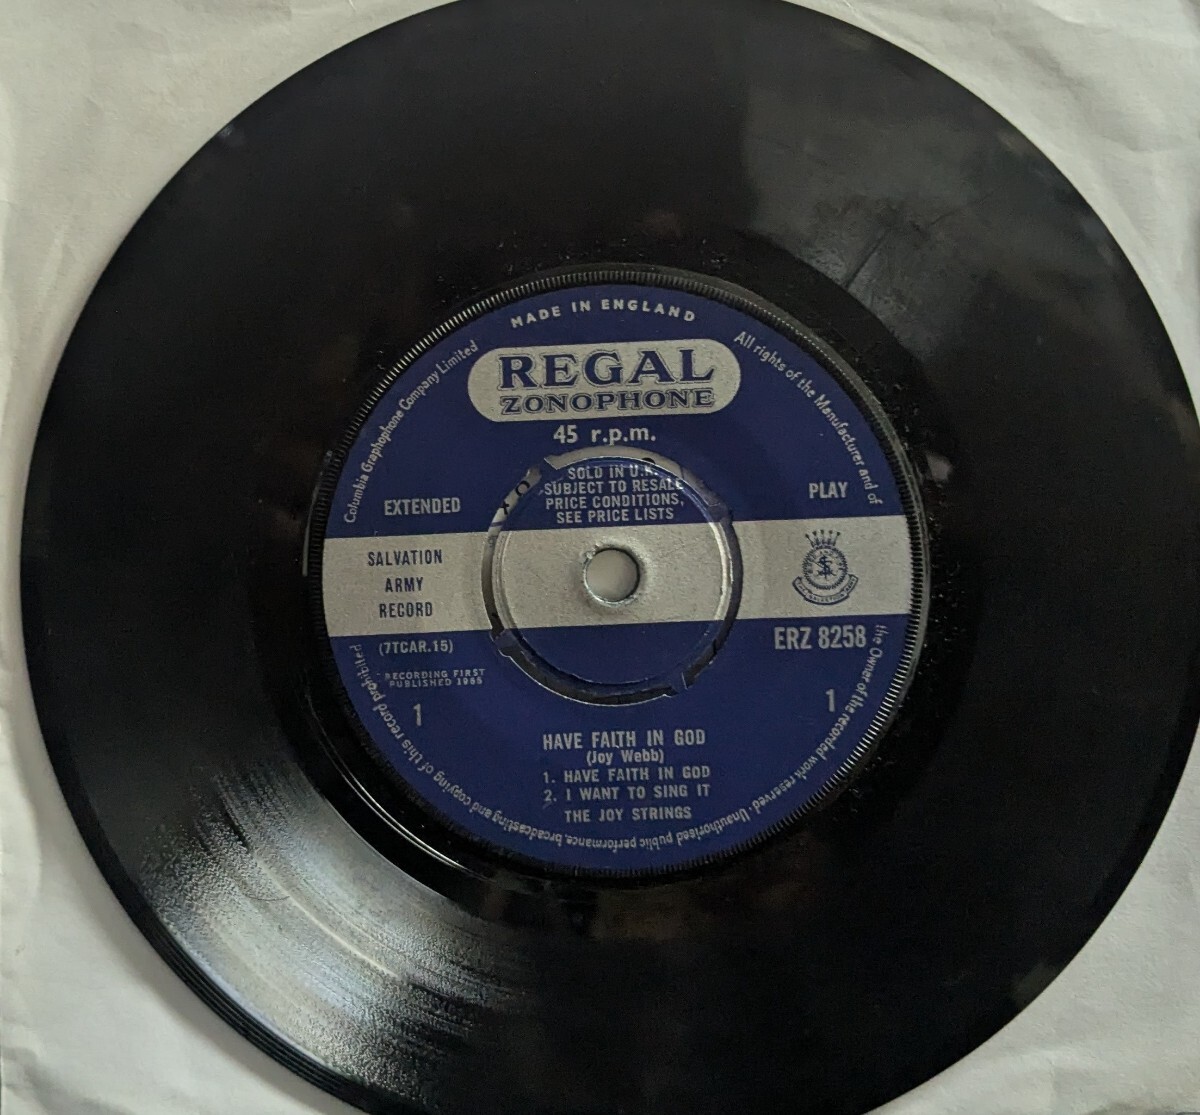 MADE IN ENGLAND
REGAL
ZONOPHONE
45 r.p.m.
SOLD IN U.K.
SUBJECT TO RESALE
PRICE CONDITIONS,
SEE PRICE LISTS
EXTENDED
PLAY
SALVATION
ARMY
RECORD
ERZ 8258
(7TCAR.15)
RECORDING FIRST
PUBLISHED 1965
1
1
HAVE FAITH IN GOD
(Joy Webb)
1. HAVE FAITH IN GOD
2. I WANT TO SING IT
THE JOY STRINGS
Columbia Graphophone Company Limited
All rights of the Manufacturer and of the Owner of the recorded work reserved. Unauthorised public performance, broadcasting and copying of this record prohibited